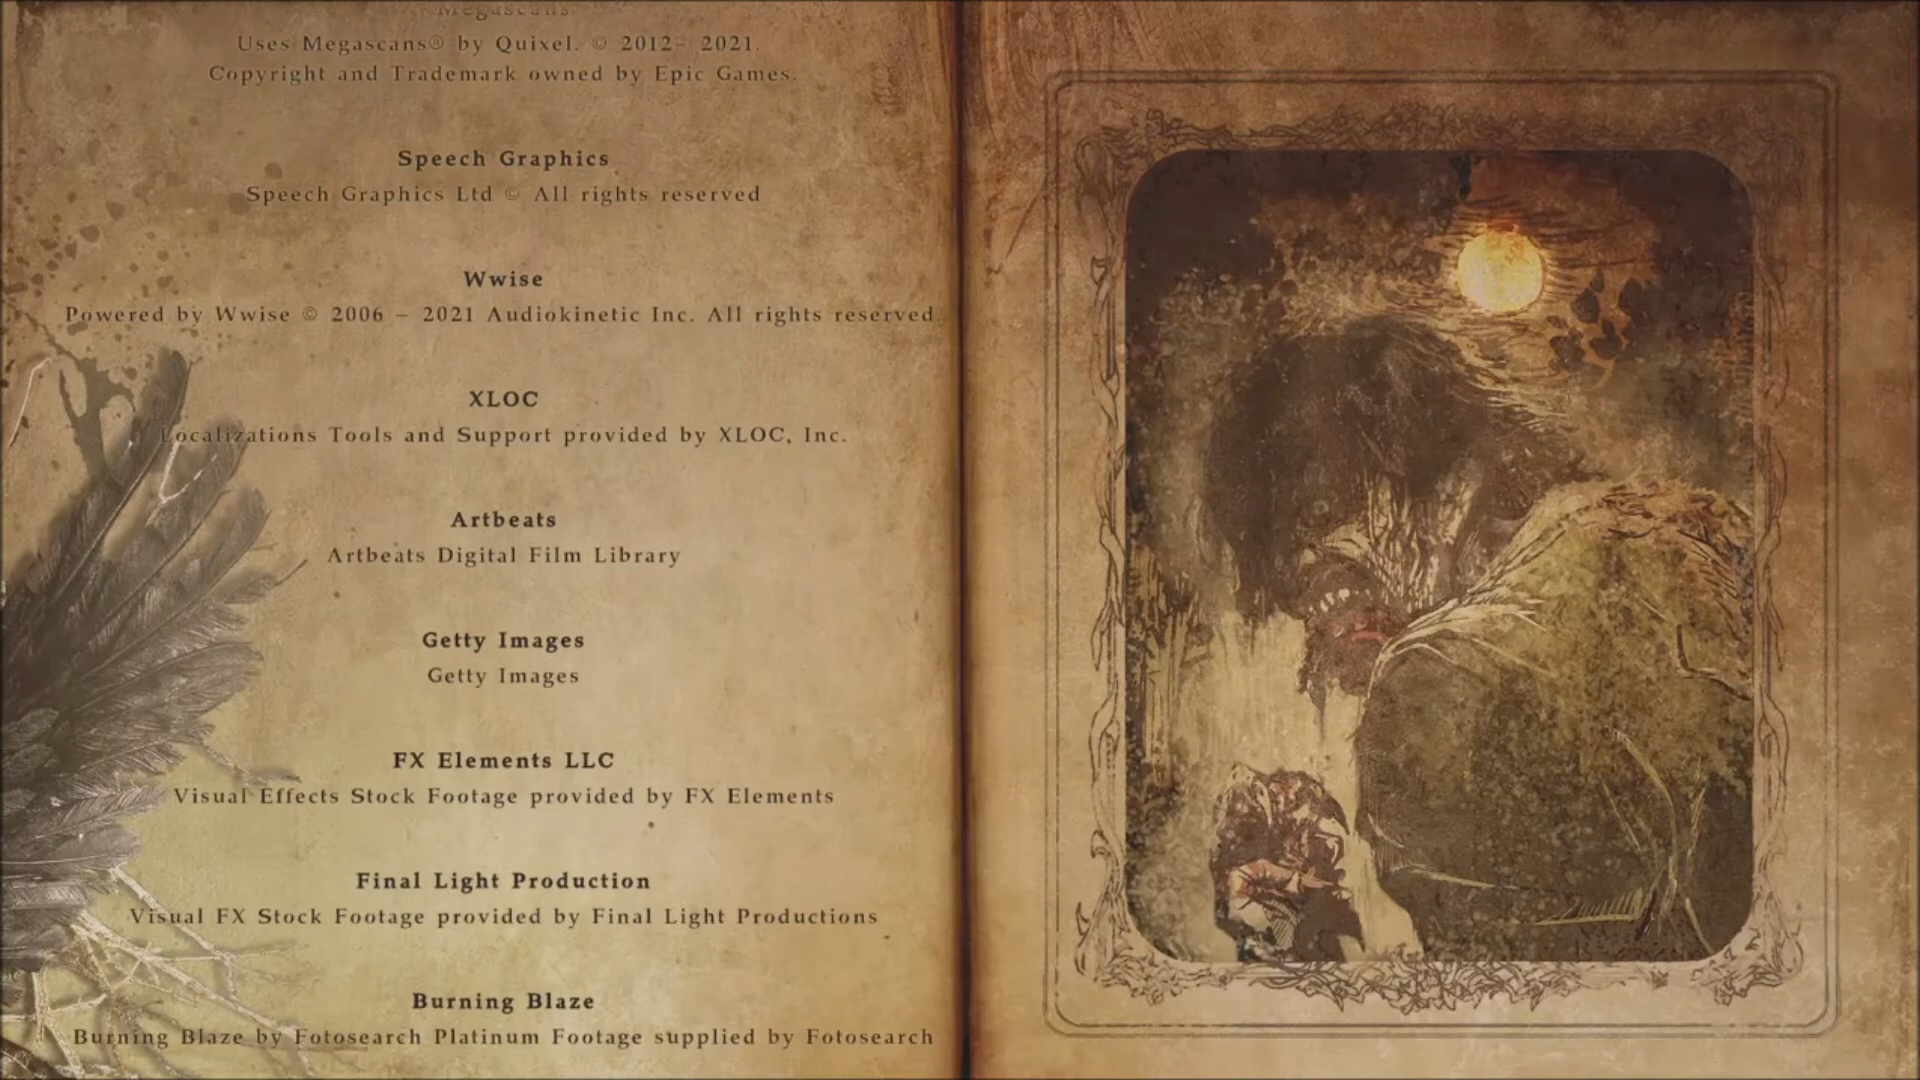 Megascans
Uses Megascans® by Quixel. © 2012– 2021.
Copyright and Trademark owned by Epic Games.
Speech Graphics
Speech Graphics Ltd © All rights reserved
Wwise
Powered by Wwise © 2006 – 2021 Audiokinetic Inc. All rights reserved.
XLOC
Localizations Tools and Support provided by XLOC, Inc.
Artbeats
Artbeats Digital Film Library
Getty Images
Getty Images
FX Elements LLC
Visual Effects Stock Footage provided by FX Elements
Final Light Production
Visual FX Stock Footage provided by Final Light Productions
Burning Blaze
Burning Blaze by Fotosearch Platinum Footage supplied by Fotosearch